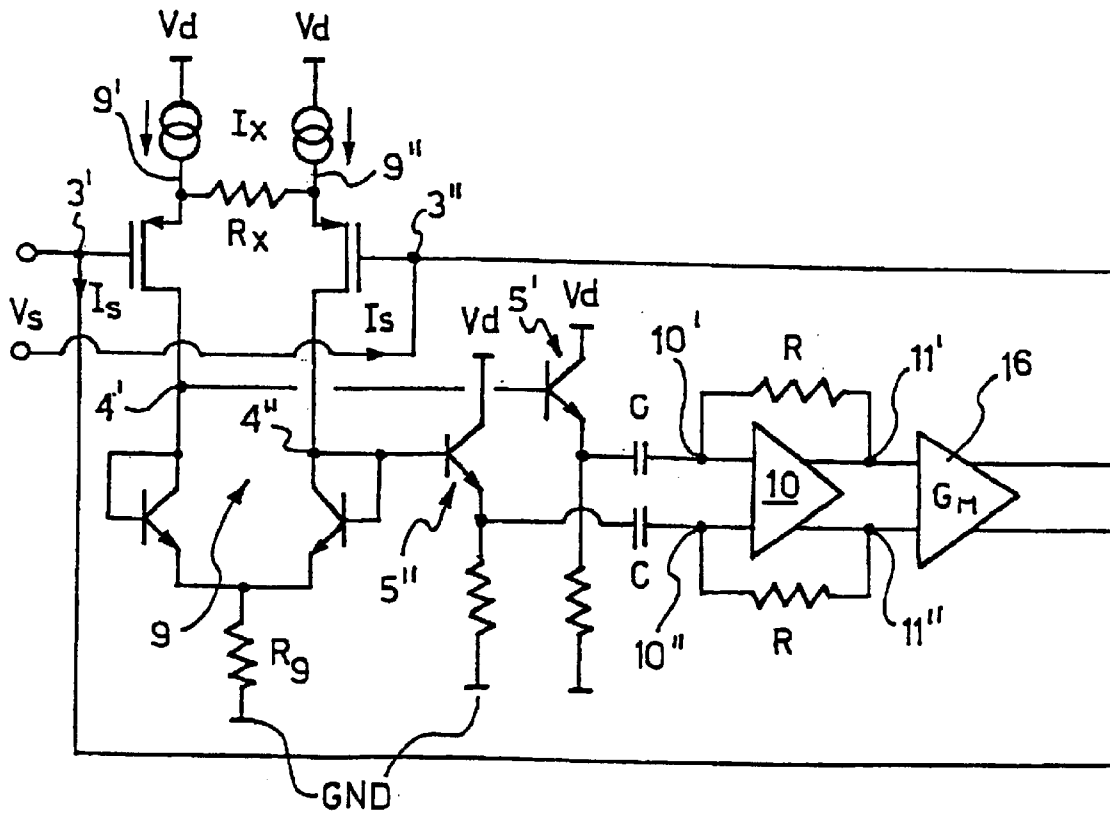 Vd Vd
9' Ix
9"
3' 3"
Rx
Is
Vs Is 5' Vd
Vd
10' R 11' 16
4'
C
4"
10 GM
9 5" C
Rg R
10" 11"
GND